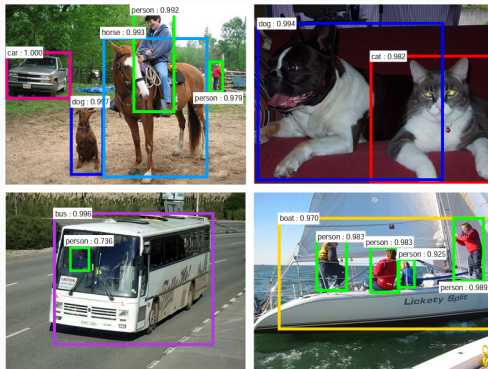 person : 0.992
horse : 0.993
car : 1.000
dog : 0.997
person : 0.979
dog : 0.994
cat : 0.982
bus : 0.996
person : 0.736
boat : 0.970
person : 0.983
person : 0.983
person : 0.925
person : 0.989
Lickety Split